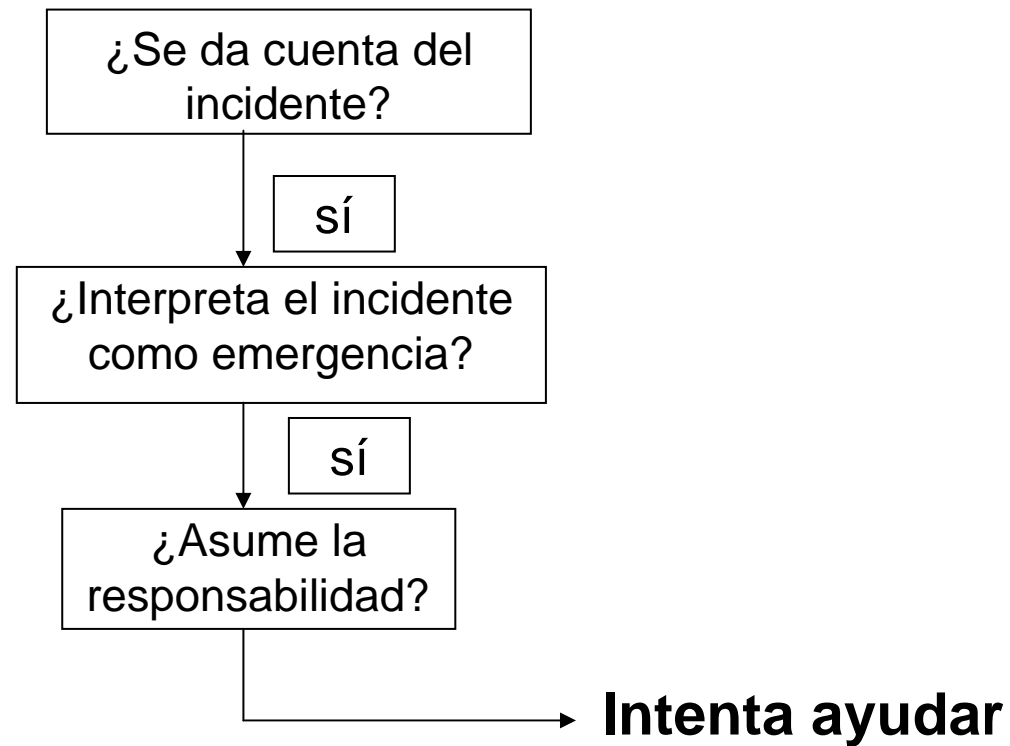 ¿Se da cuenta del
incidente?
sí
¿Interpreta el incidente
como emergencia?
sí
¿Asume la
responsabilidad?
Intenta ayudar